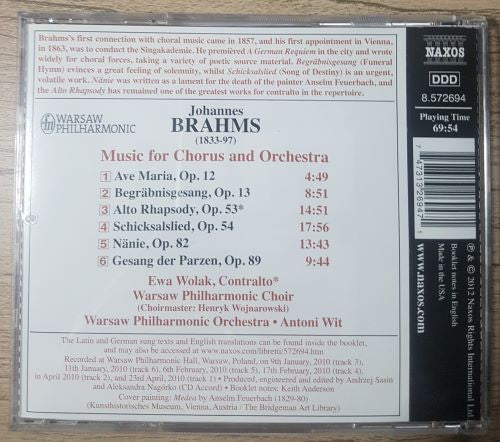 Brahms's first connection with choral music came in 1857, and his first appointment in Vienna,
in 1863, was to conduct the Singakademie. He premièred A German Requiem in the city and wrote
widely for choral forces, taking a variety of poetic source material. Begräbnisgesang (Funeral
Hymn) evinces a great feeling of solemnity, whilst Schicksalslied (Song of Destiny) is an urgent,
volatile work. Nänie was written as a lament for the death of the painter Anselm Feuerbach, and
the Alto Rhapsody has remained one of the greatest works for contralto in the repertoire.
WARSAW
PHILHARMONIC
Johannes
BRAHMS
(1833-97)
Music for Chorus and Orchestra
1 Ave Maria, Op. 12 4:49
2 Begräbnisgesang, Op. 13 8:51
3 Alto Rhapsody, Op. 53* 14:51
4 Schicksalslied, Op. 54 17:56
5 Nänie, Op. 82 13:43
6 Gesang der Parzen, Op. 89 9:44
Ewa Wolak, Contralto*
Warsaw Philharmonic Choir
(Choirmaster: Henryk Wojnarowski)
Warsaw Philharmonic Orchestra • Antoni Wit
The Latin and German sung texts and English translations can be found inside the booklet,
and may also be accessed at www.naxos.com/libretti/572694.htm
Recorded at Warsaw Philharmonic Hall, Warsaw, Poland, on 9th January, 2010 (track 3),
11th January, 2010 (track 6), 6th February, 2010 (track 5), 17th February, 2010 (track 4),
in April 2010 (track 2), and 23rd April, 2010 (track 1) • Produced, engineered and edited by Andrzej Sasin
and Aleksandra Nagórko (CD Accord) • Booklet notes: Keith Anderson
Cover painting: Medea by Anselm Feuerbach (1829-80)
(Kunsthistorisches Museum, Vienna, Austria / The Bridgeman Art Library)
NAXOS
DDD
8.572694
Playing Time
69:54
7 47313 26947 1
www.naxos.com
Booklet notes in English
Made in the USA
℗ & © 2012 Naxos Rights International Ltd.